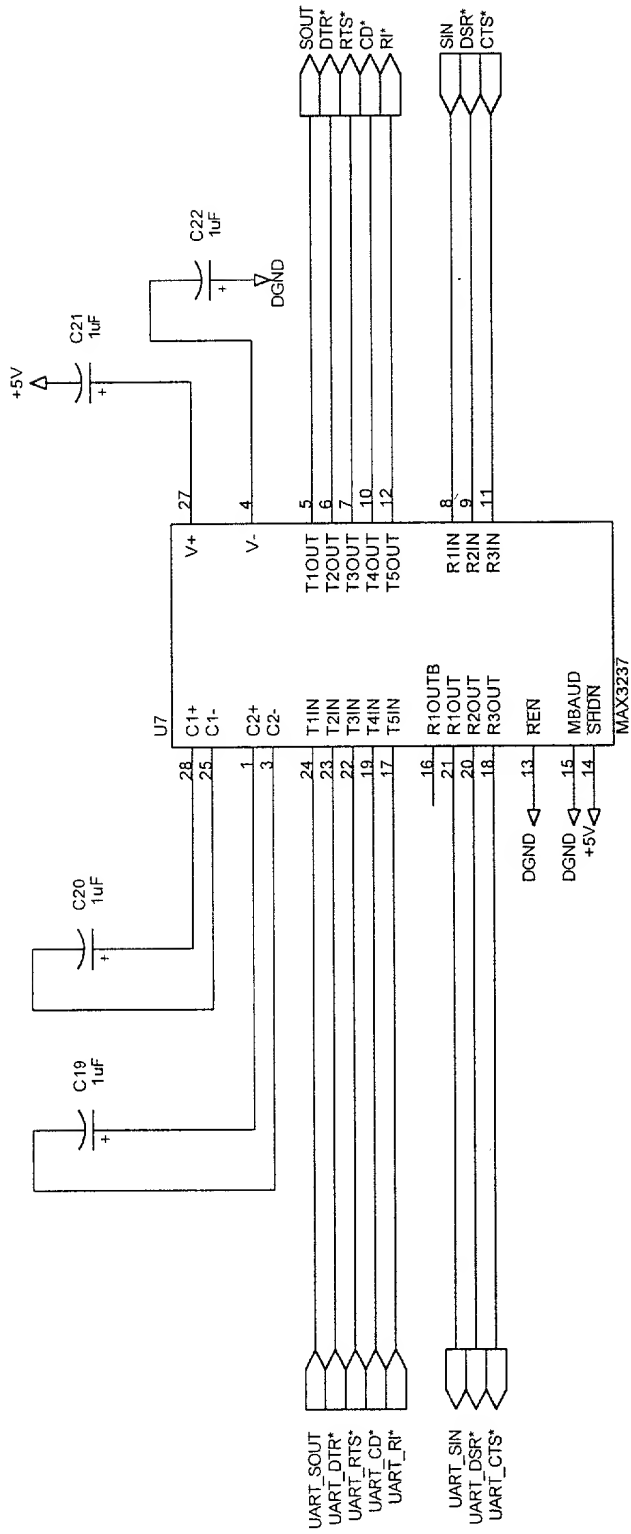 +5V
C21
1uF
C22
1uF
DGND
C20
1uF
C19
1uF
+
+
+
+
U7
28 C1+
25 C1-
1 C2+
3 C2-
V+ 27
V- 4
UART_SOUT 24 T1IN T1OUT 5 SOUT
UART_DTR* 23 T2IN T2OUT 6 DTR*
UART_RTS* 22 T3IN T3OUT 7 RTS*
UART_CD* 19 T4IN T4OUT 10 CD*
UART_RI* 17 T5IN T5OUT 12 RI*
16 R1OUTB
UART_SIN 21 R1OUT R1IN 8 SIN
UART_DSR* 20 R2OUT R2IN 9 DSR*
UART_CTS* 18 R3OUT R3IN 11 CTS*
DGND 13 REN
DGND 15 MBAUD
+5V 14 SHDN
MAX3237